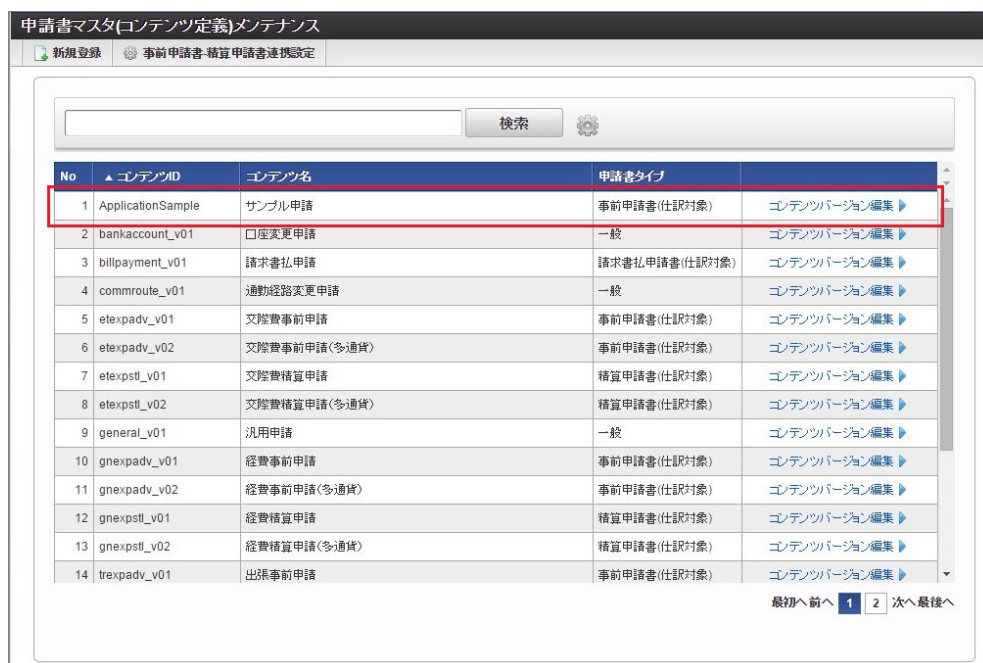 申請書マスタ(コンテンツ定義)メンテナンス
新規登録 事前申請書-精算申請書連携設定
検索
No ▲ コンテンツID コンテンツ名 申請書タイプ
1 ApplicationSample サンプル申請 事前申請書(仕訳対象) コンテンツバージョン編集
2 bankaccount_v01 口座変更申請 一般 コンテンツバージョン編集
3 billpayment_v01 請求書払申請 請求書払申請書(仕訳対象) コンテンツバージョン編集
4 commroute_v01 通勤経路変更申請 一般 コンテンツバージョン編集
5 etexpadv_v01 交際費事前申請 事前申請書(仕訳対象) コンテンツバージョン編集
6 etexpadv_v02 交際費事前申請(多通貨) 事前申請書(仕訳対象) コンテンツバージョン編集
7 etexpstl_v01 交際費精算申請 精算申請書(仕訳対象) コンテンツバージョン編集
8 etexpstl_v02 交際費精算申請(多通貨) 精算申請書(仕訳対象) コンテンツバージョン編集
9 general_v01 汎用申請 一般 コンテンツバージョン編集
10 gnexpadv_v01 経費事前申請 事前申請書(仕訳対象) コンテンツバージョン編集
11 gnexpadv_v02 経費事前申請(多通貨) 事前申請書(仕訳対象) コンテンツバージョン編集
12 gnexpstl_v01 経費精算申請 精算申請書(仕訳対象) コンテンツバージョン編集
13 gnexpstl_v02 経費精算申請(多通貨) 精算申請書(仕訳対象) コンテンツバージョン編集
14 trexpadv_v01 出張事前申請 事前申請書(仕訳対象) コンテンツバージョン編集
最初へ 前へ 1 2 次へ 最後へ